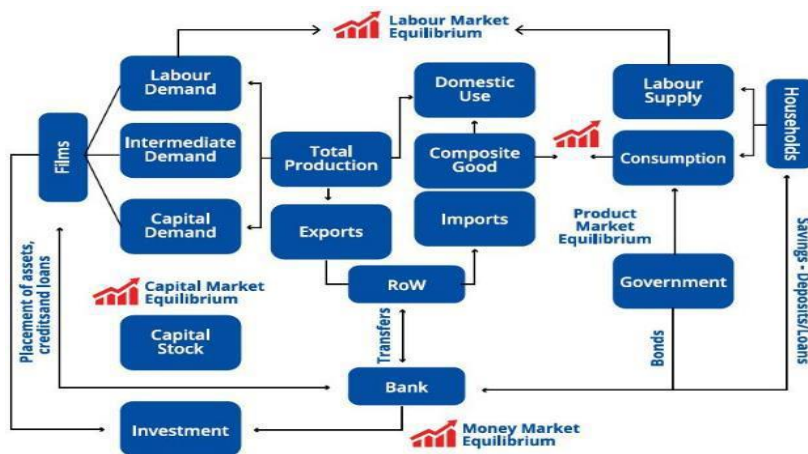 Labour Market
Equilibrium
Labour
Demand
Domestic
Use
Labour
Supply
Households
Films
Intermediate
Demand
Total
Production
Composite
Good
Consumption
Capital
Demand
Exports
Imports
Product
Market
Equilibrium
Capital Market
Equilibrium
RoW
Government
Placement of assets,
creditsand loans
Capital
Stock
Transfers
Bonds
Savings - Deposits/Loans
Bank
Investment
Money Market
Equilibrium